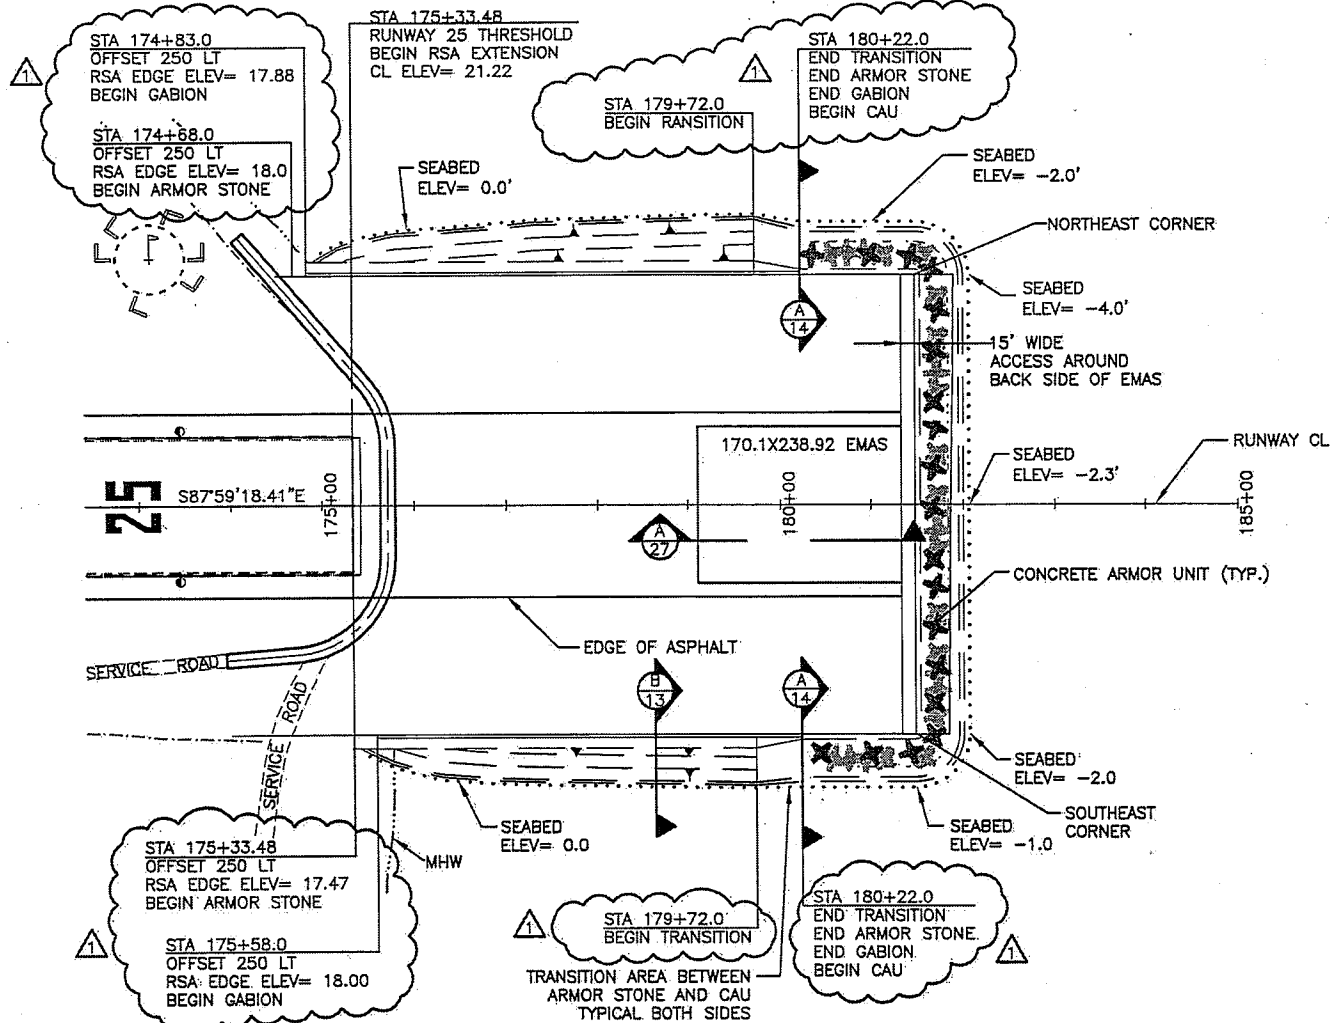 STA 174+83.0
OFFSET 250 LT
RSA EDGE ELEV= 17.88
BEGIN GABION
STA 174+68.0
OFFSET 250 LT
RSA EDGE ELEV= 18.0
BEGIN ARMOR STONE
1
STA 175+33.48
RUNWAY 25 THRESHOLD
BEGIN RSA EXTENSION
CL ELEV= 21.22
STA 179+72.0
BEGIN RANSITION
1
STA 180+22.0
END TRANSITION
END ARMOR STONE
END GABION
BEGIN CAU
SEABED
ELEV= 0.0'
SEABED
ELEV= -2.0'
NORTHEAST CORNER
SEABED
ELEV= -4.0'
A
14
15' WIDE
ACCESS AROUND
BACK SIDE OF EMAS
170.1X238.92 EMAS
RUNWAY CL
SEABED
ELEV= -2.3'
25
S87°59'18.41"E
175+00
180+00
185+00
A
27
CONCRETE ARMOR UNIT (TYP.)
EDGE OF ASPHALT
SERVICE ROAD
SERVICE ROAD
B
13
A
14
SEABED
ELEV= -2.0
SOUTHEAST
CORNER
SEABED
ELEV= -1.0
SEABED
ELEV= 0.0
MHW
STA 175+33.48
OFFSET 250 LT
RSA EDGE ELEV= 17.47
BEGIN ARMOR STONE
STA 175+58.0
OFFSET 250 LT
RSA EDGE ELEV= 18.00
BEGIN GABION
1
STA 179+72.0
BEGIN TRANSITION
1
TRANSITION AREA BETWEEN
ARMOR STONE AND CAU
TYPICAL BOTH SIDES
STA 180+22.0
END TRANSITION
END ARMOR STONE
END GABION
BEGIN CAU
1